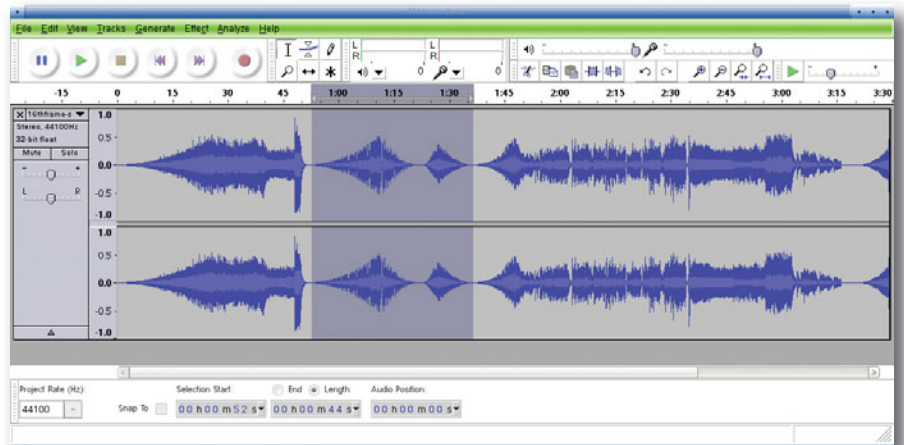 File Edit View Tracks Generate Effect Analyze Help
L
R
L
R
0
0
-15 0 15 30 45 1:00 1:15 1:30 1:45 2:00 2:15 2:30 2:45 3:00 3:15 3:30
X 16thframe-s
Stereo, 44100Hz
32-bit float
Mute Solo
- +
L R
1.0
0.5
0.0
-0.5
-1.0
1.0
0.5
0.0
-0.5
-1.0
Project Rate (Hz):
Selection Start:
End Length
Audio Position:
44100
Snap To
00 h 00 m 52 s
00 h 00 m 44 s
00 h 00 m 00 s